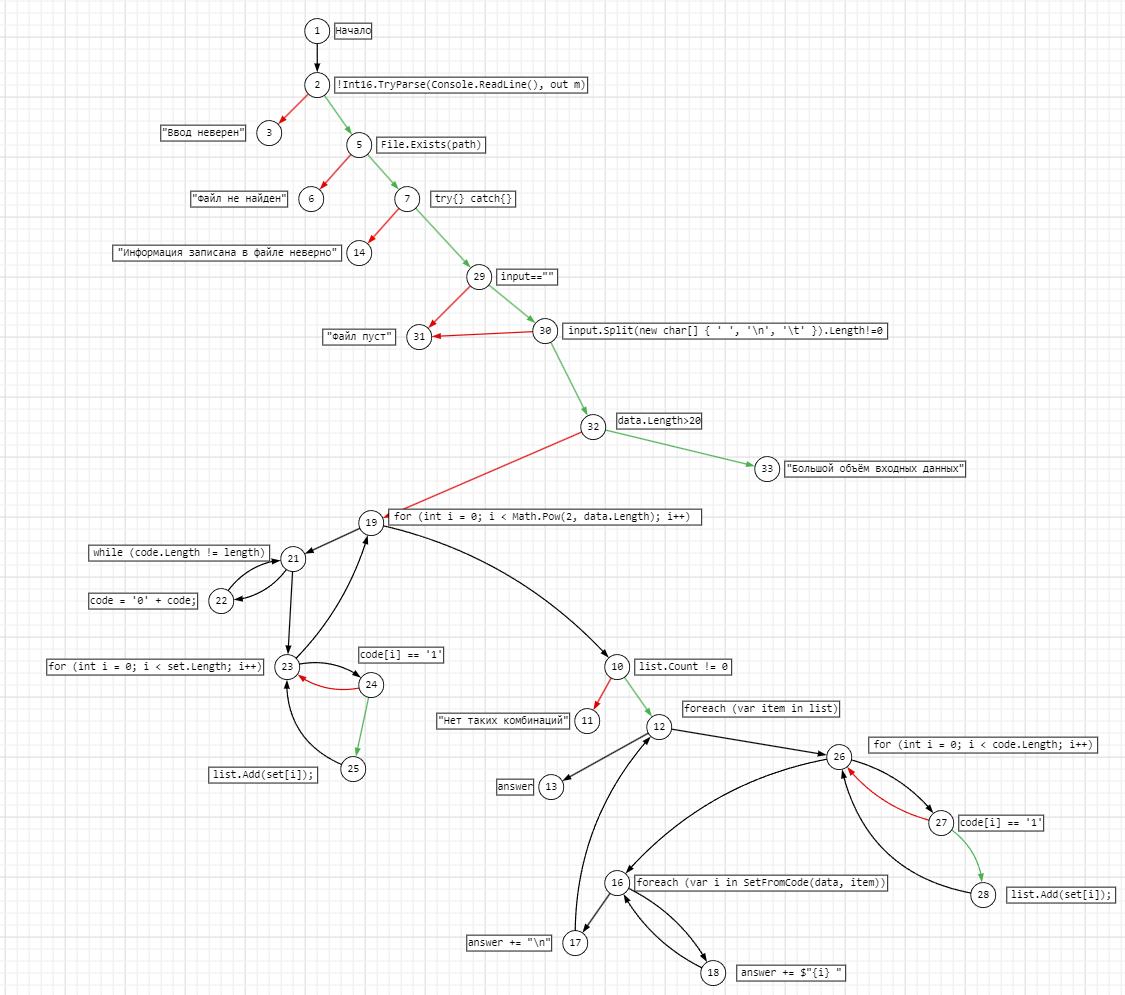 1 Начало
2 !Int16.TryParse(Console.ReadLine(), out m)
"Ввод неверен" 3
5 File.Exists(path)
"Файл не найден" 6
7 try{} catch{}
"Информация записана в файле неверно" 14
29 input==""
"Файл пуст" 31
30 input.Split(new char[] { ' ', '\n', '\t' }).Length!=0
32 data.Length>20
33 "Большой объём входных данных"
19 for (int i = 0; i < Math.Pow(2, data.Length); i++)
while (code.Length != length) 21
code = '0' + code; 22
for (int i = 0; i < set.Length; i++) 23
code[i] == '1'
24
10 list.Count != 0
"Нет таких комбинаций" 11
12 foreach (var item in list)
list.Add(set[i]); 25
answer 13
26 for (int i = 0; i < code.Length; i++)
27 code[i] == '1'
16 foreach (var i in SetFromCode(data, item))
28 list.Add(set[i]);
answer += "\n" 17
18 answer += $"{i} "